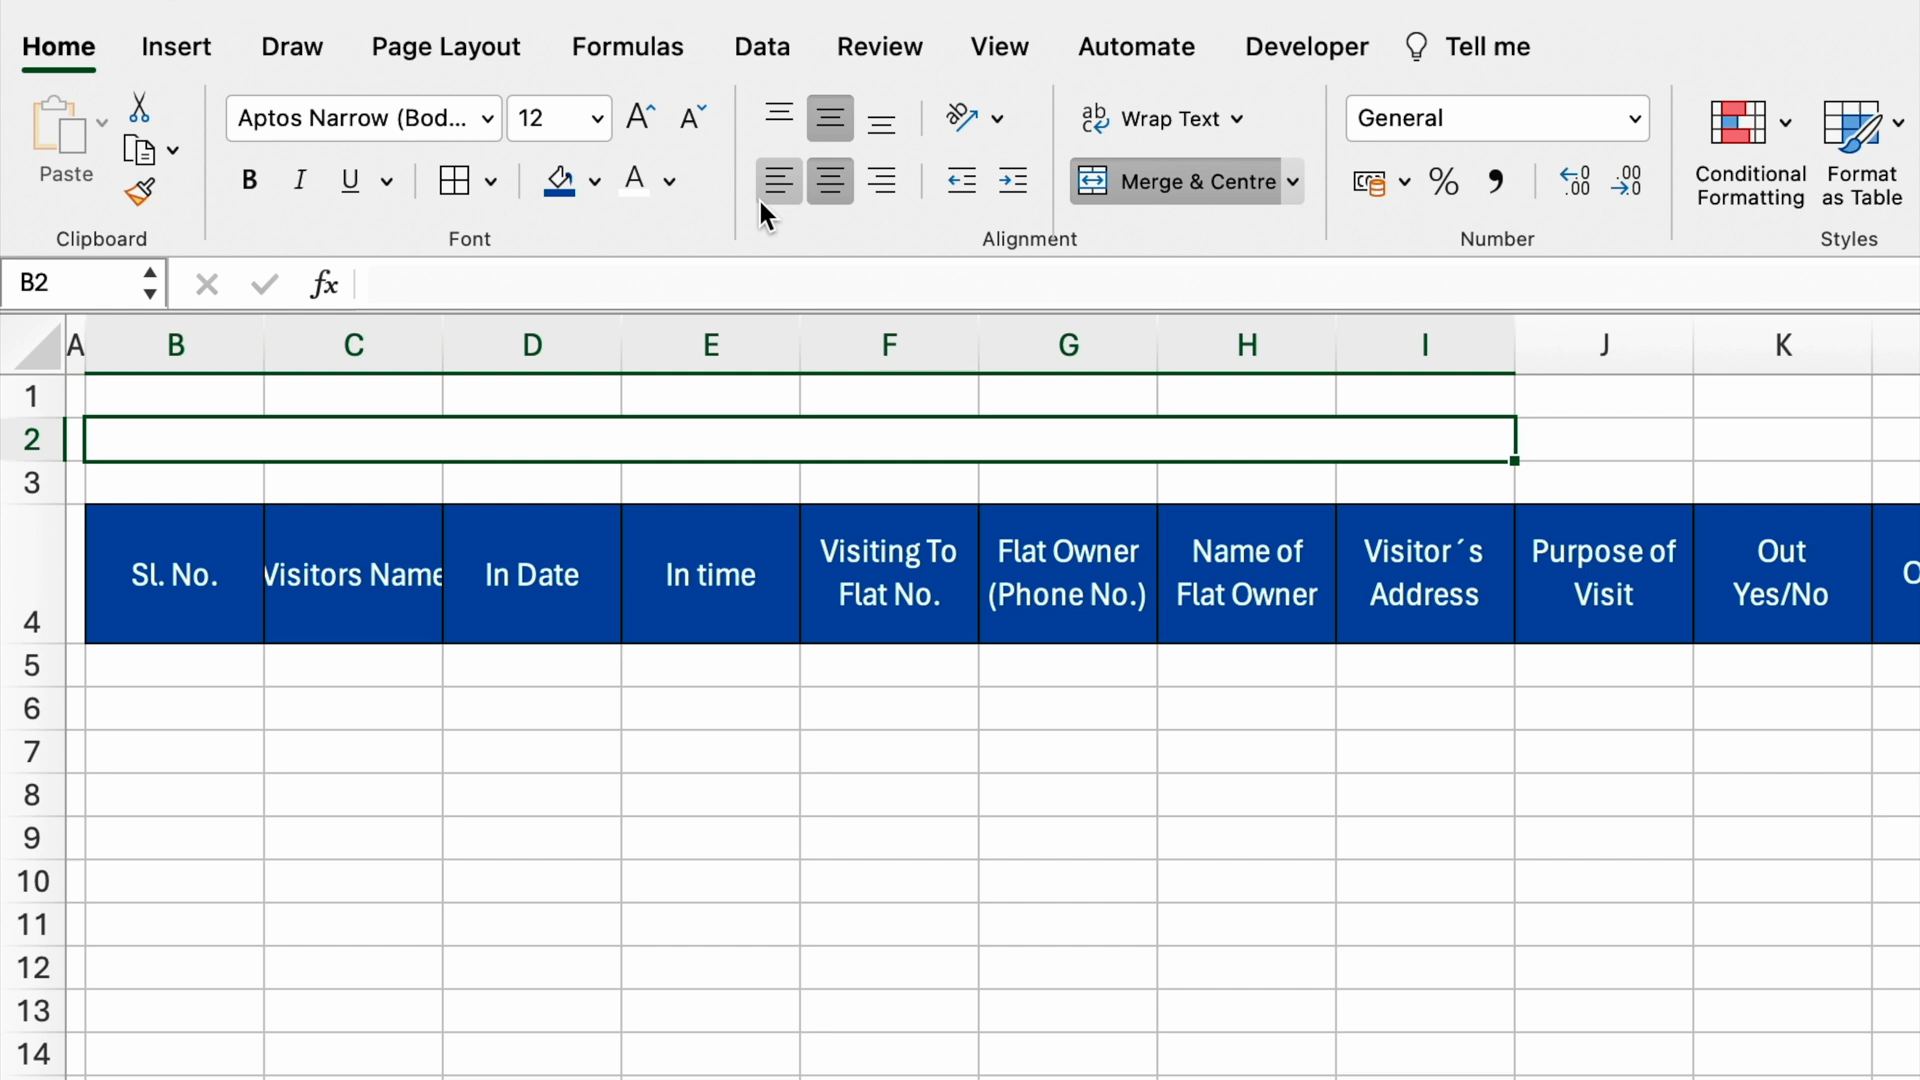 Home Insert Draw Page Layout Formulas Data Review View Automate Developer Tell me
Aptos Narrow (Bod... 12 A A ab Wrap Text General
Paste B I U A Merge & Centre % , .00 .00 Conditional Formatting Format as Table
Clipboard Font Alignment Number Styles
B2 fx
A B C D E F G H I J K
1
2
3
4 Sl. No. Visitors Name In Date In time Visiting To Flat No. Flat Owner (Phone No.) Name of Flat Owner Visitor´s Address Purpose of Visit Out Yes/No
5
6
7
8
9
10
11
12
13
14